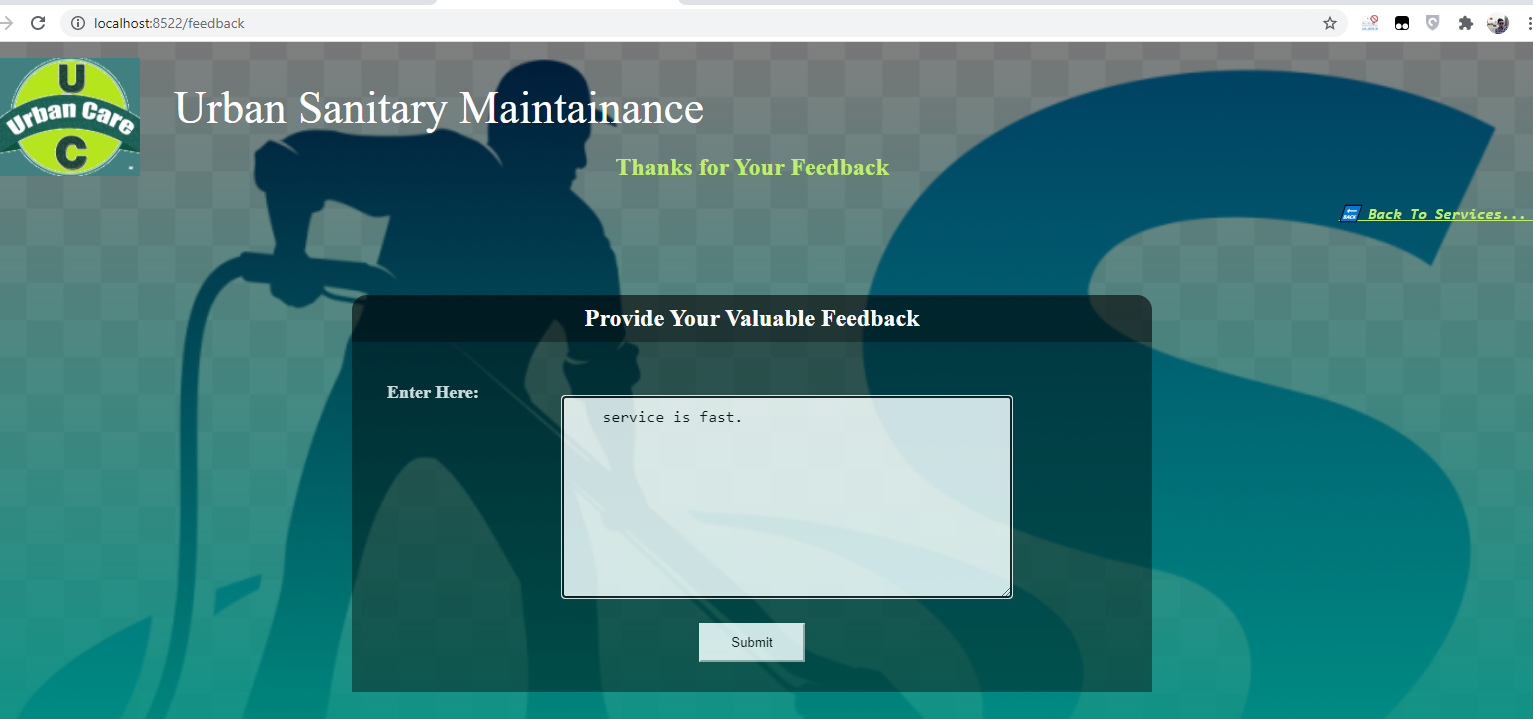 localhost:8522/feedback
U
Urban Care
C
Urban Sanitary Maintainance
Thanks for Your Feedback
BACK Back To Services...
Provide Your Valuable Feedback
Enter Here:
service is fast.
Submit